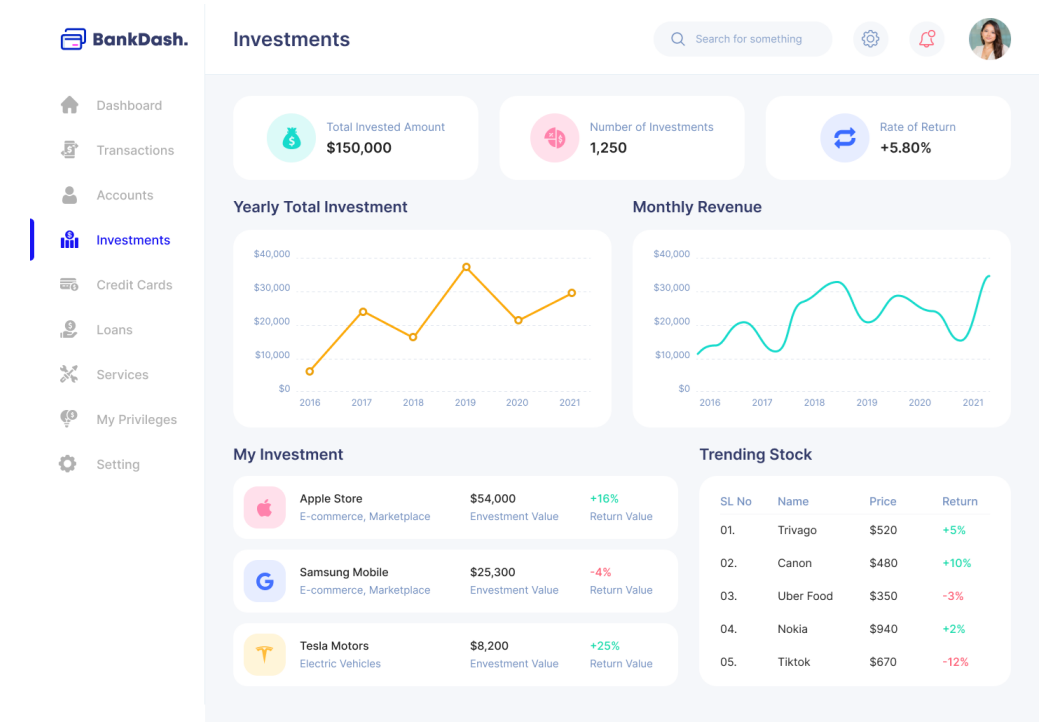 BankDash.
Investments
Search for something
Dashboard
Transactions
Accounts
Investments
Credit Cards
Loans
Services
My Privileges
Setting
Total Invested Amount
$150,000
Number of Investments
1,250
Rate of Return
+5.80%
Yearly Total Investment
$40,000
$30,000
$20,000
$10,000
$0
2016 2017 2018 2019 2020 2021
Monthly Revenue
$40,000
$30,000
$20,000
$10,000
$0
2016 2017 2018 2019 2020 2021
My Investment
Apple Store $54,000 +16%
E-commerce, Marketplace Envestment Value Return Value
Samsung Mobile $25,300 -4%
E-commerce, Marketplace Envestment Value Return Value
Tesla Motors $8,200 +25%
Electric Vehicles Envestment Value Return Value
Trending Stock
SL No Name Price Return
01. Trivago $520 +5%
02. Canon $480 +10%
03. Uber Food $350 -3%
04. Nokia $940 +2%
05. Tiktok $670 -12%